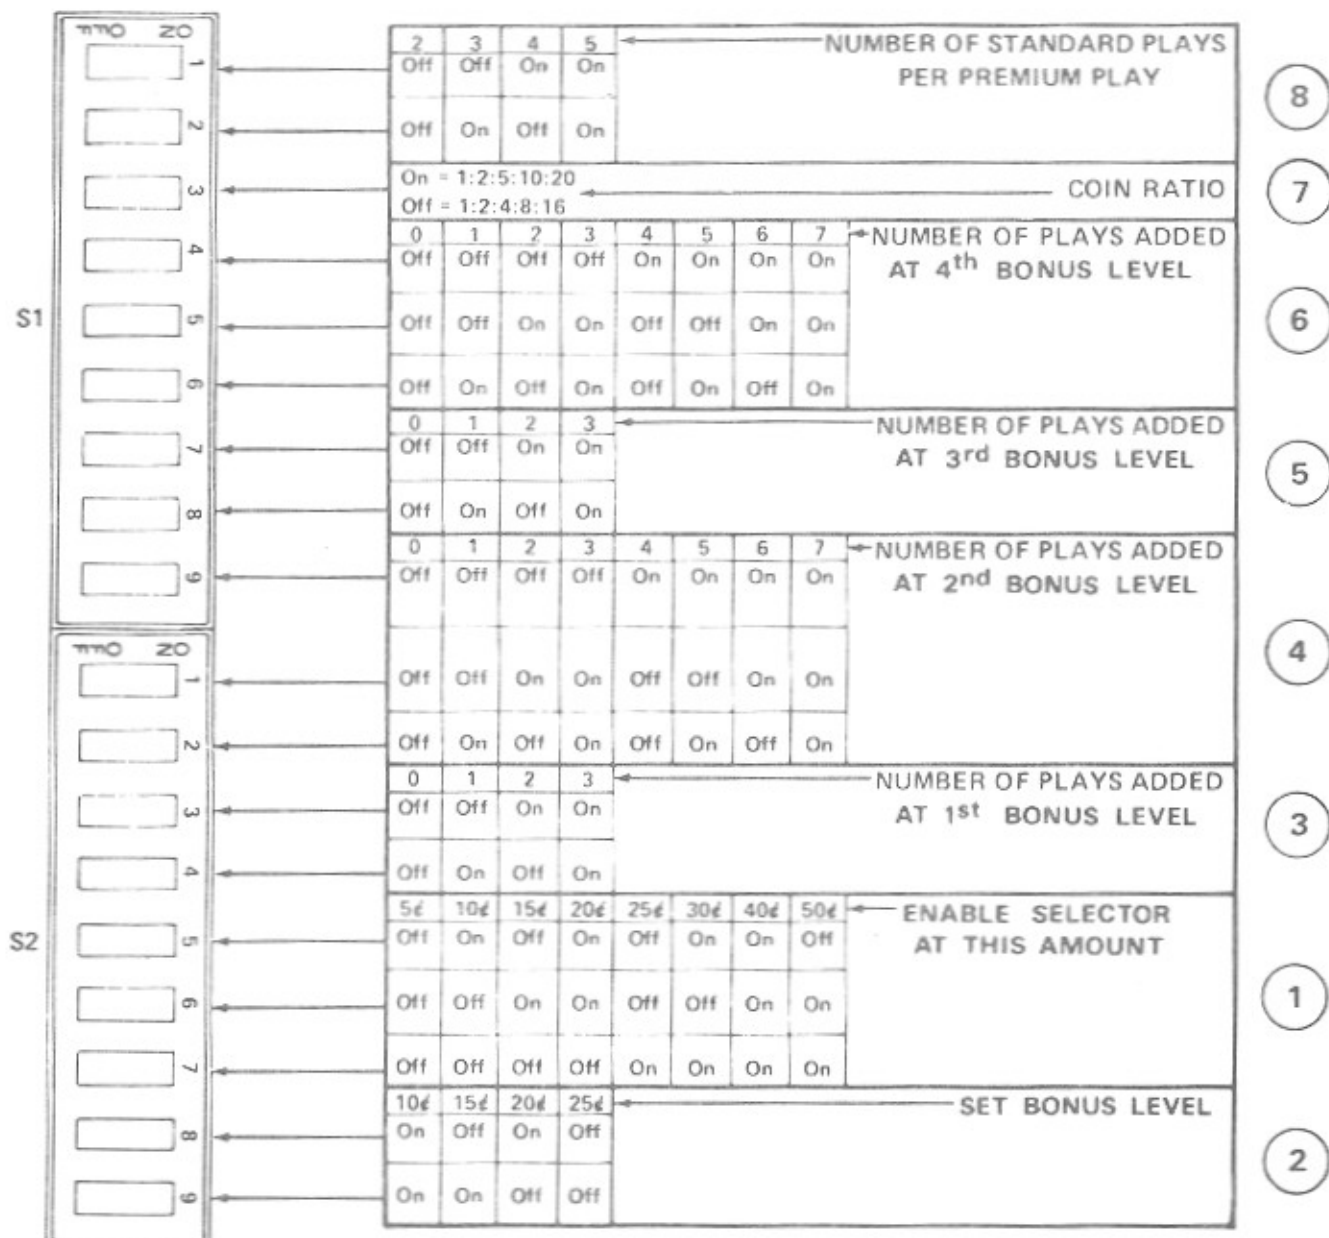 OFF ON
1
2
3
4
5
6
7
8
9
S1
OFF ON
1
2
3
4
5
6
7
8
9
S2
2 3 4 5 NUMBER OF STANDARD PLAYS
Off Off On On PER PREMIUM PLAY
Off On Off On
8
On = 1:2:5:10:20
Off = 1:2:4:8:16
COIN RATIO
7
0 1 2 3 4 5 6 7 NUMBER OF PLAYS ADDED
Off Off Off Off On On On On AT 4th BONUS LEVEL
Off Off On On Off Off On On
Off On Off On Off On Off On
6
0 1 2 3 NUMBER OF PLAYS ADDED
Off Off On On AT 3rd BONUS LEVEL
Off On Off On
5
0 1 2 3 4 5 6 7 NUMBER OF PLAYS ADDED
Off Off Off Off On On On On AT 2nd BONUS LEVEL
Off Off On On Off Off On On
Off On Off On Off On Off On
4
0 1 2 3 NUMBER OF PLAYS ADDED
Off Off On On AT 1st BONUS LEVEL
Off On Off On
3
5¢ 10¢ 15¢ 20¢ 25¢ 30¢ 40¢ 50¢ ENABLE SELECTOR
Off On Off On Off On On Off AT THIS AMOUNT
Off Off On On Off Off On On
Off Off Off Off On On On On
1
10¢ 15¢ 20¢ 25¢ SET BONUS LEVEL
On Off On Off
On On Off Off
2